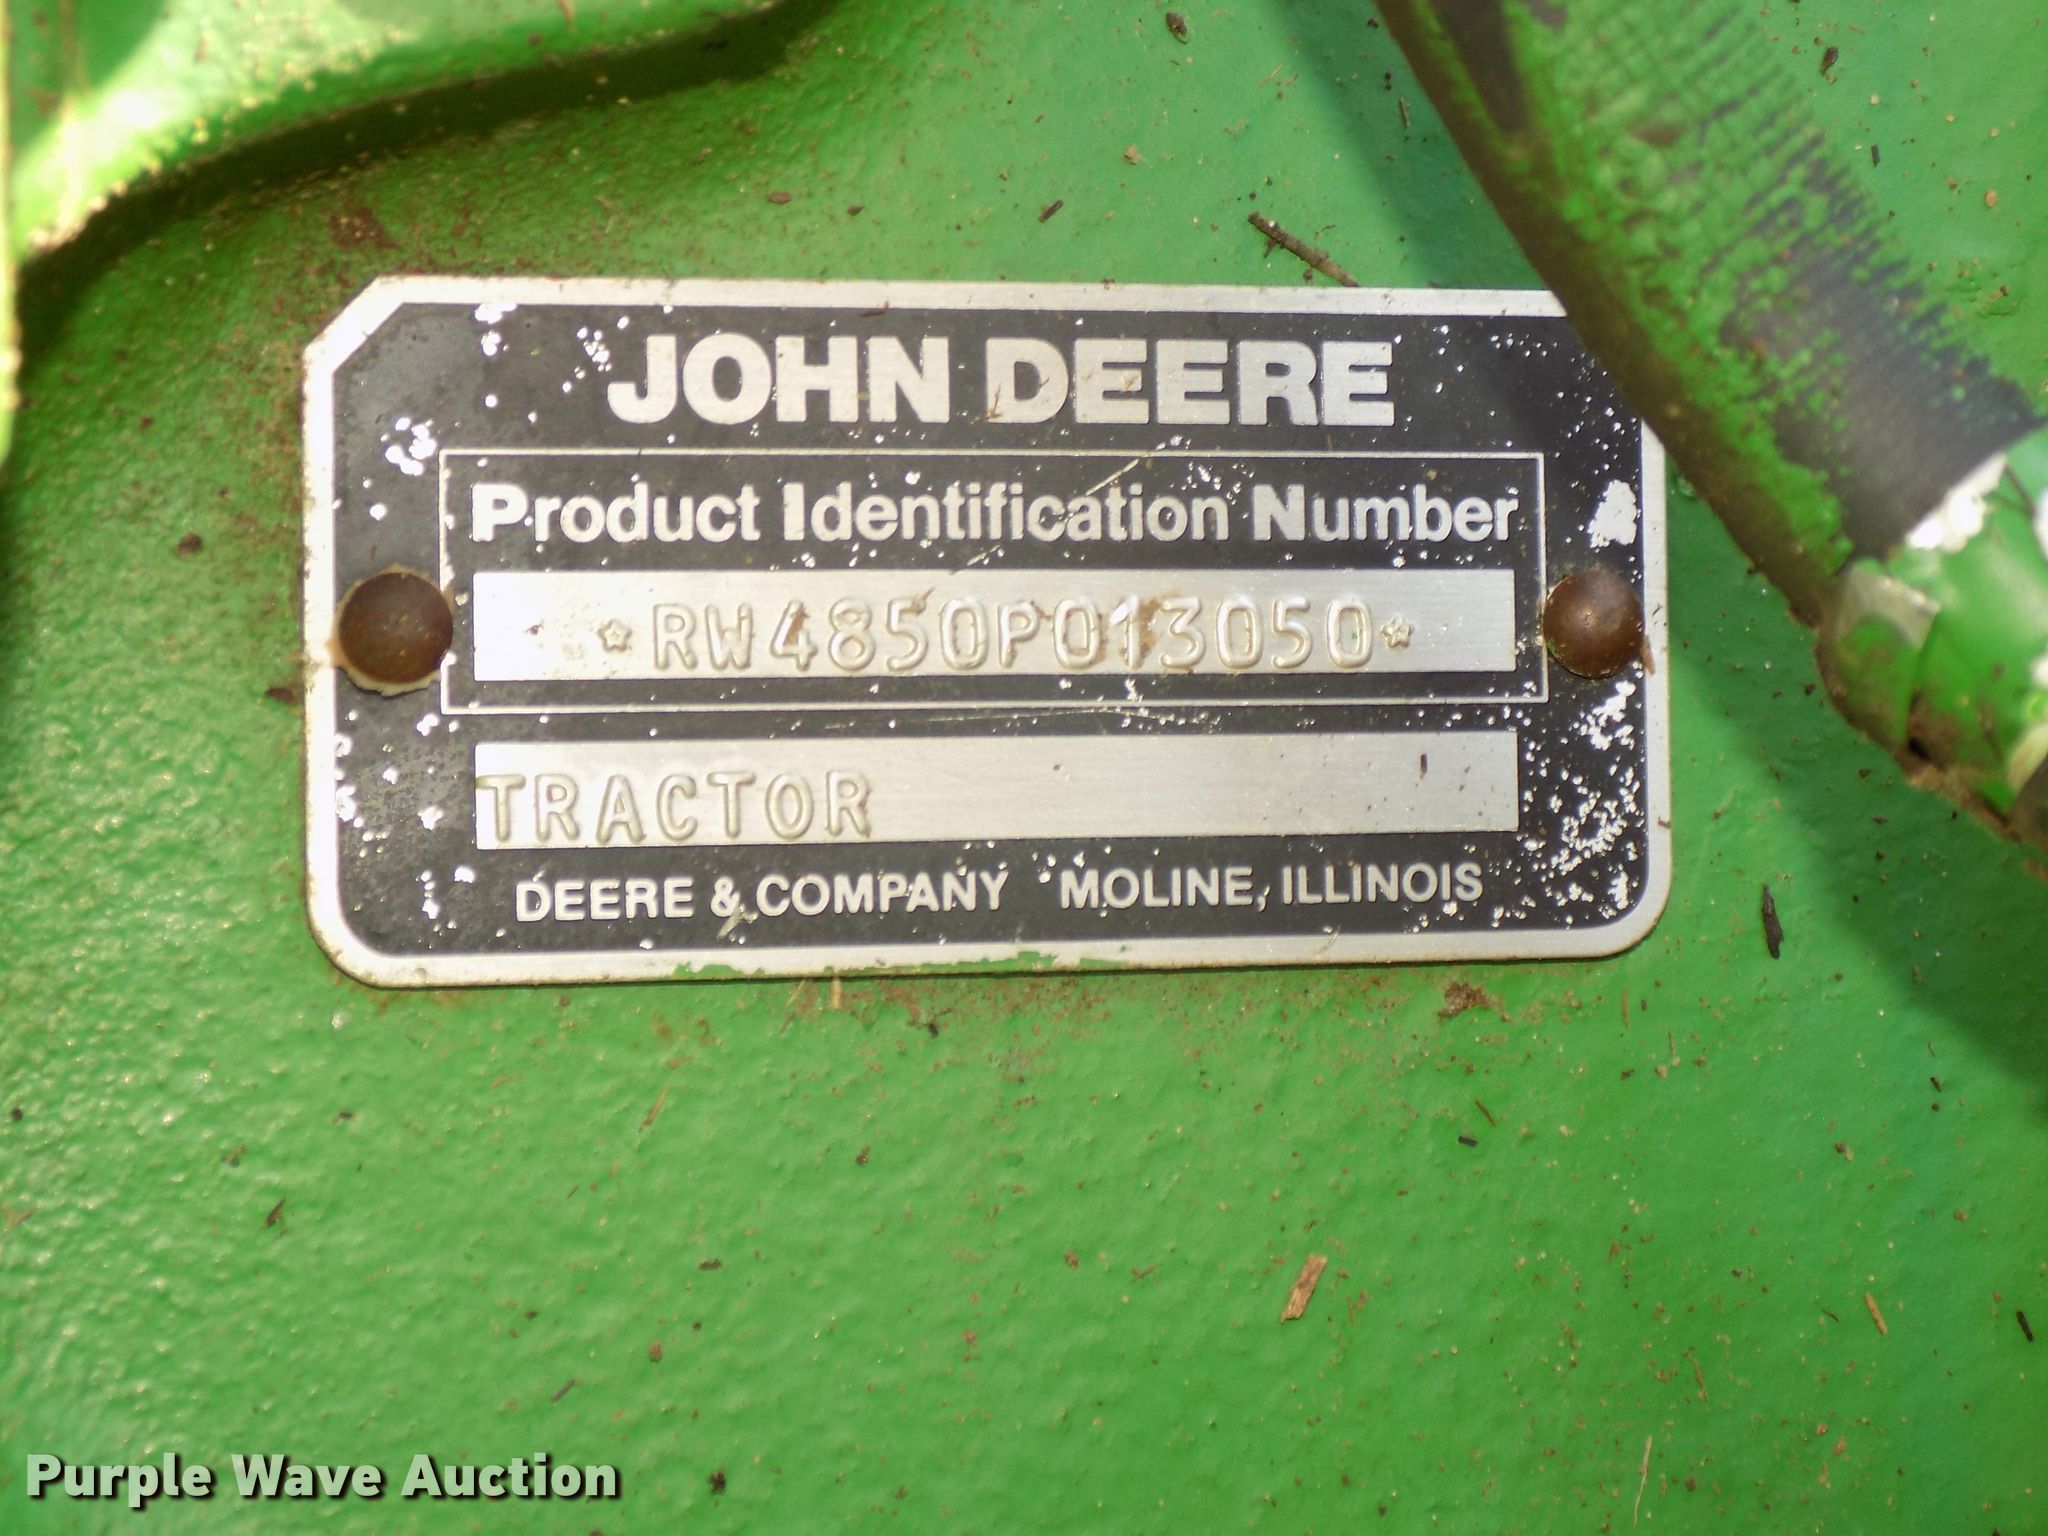 JOHN DEERE
Product Identification Number
*RW4850P013050*
TRACTOR
DEERE & COMPANY MOLINE, ILLINOIS
Purple Wave Auction